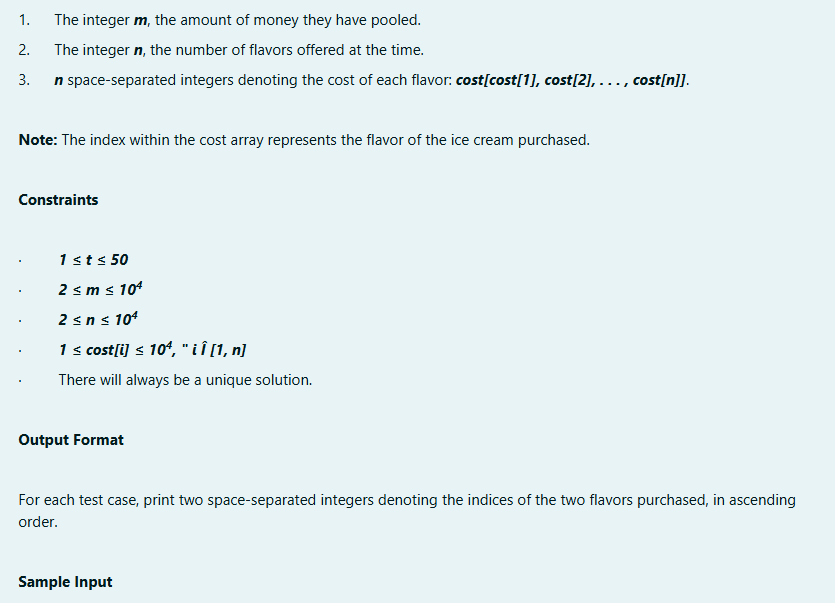 1. The integer m, the amount of money they have pooled.
2. The integer n, the number of flavors offered at the time.
3. n space-separated integers denoting the cost of each flavor: cost[cost[1], cost[2], . . . , cost[n]].
Note: The index within the cost array represents the flavor of the ice cream purchased.
Constraints
· 1 ≤ t ≤ 50
· 2 ≤ m ≤ 10⁴
· 2 ≤ n ≤ 10⁴
· 1 ≤ cost[i] ≤ 10⁴, " i Î [1, n]
· There will always be a unique solution.
Output Format
For each test case, print two space-separated integers denoting the indices of the two flavors purchased, in ascending
order.
Sample Input